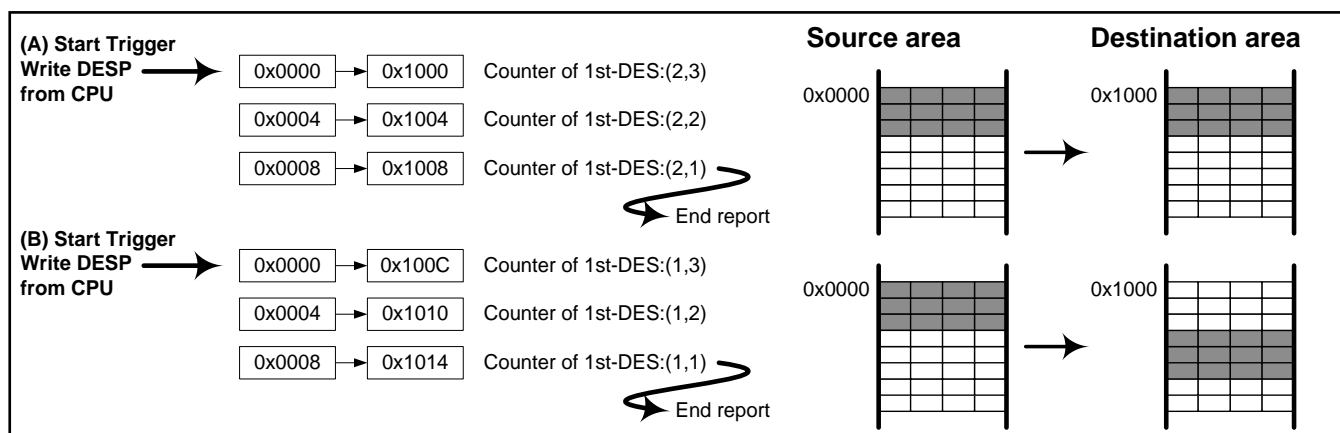 (A) Start Trigger
Write DESP
from CPU
0x0000 0x1000 Counter of 1st-DES:(2,3)
0x0004 0x1004 Counter of 1st-DES:(2,2)
0x0008 0x1008 Counter of 1st-DES:(2,1)
End report
(B) Start Trigger
Write DESP
from CPU
0x0000 0x100C Counter of 1st-DES:(1,3)
0x0004 0x1010 Counter of 1st-DES:(1,2)
0x0008 0x1014 Counter of 1st-DES:(1,1)
End report
Source area
Destination area
0x0000
0x1000
0x0000
0x1000